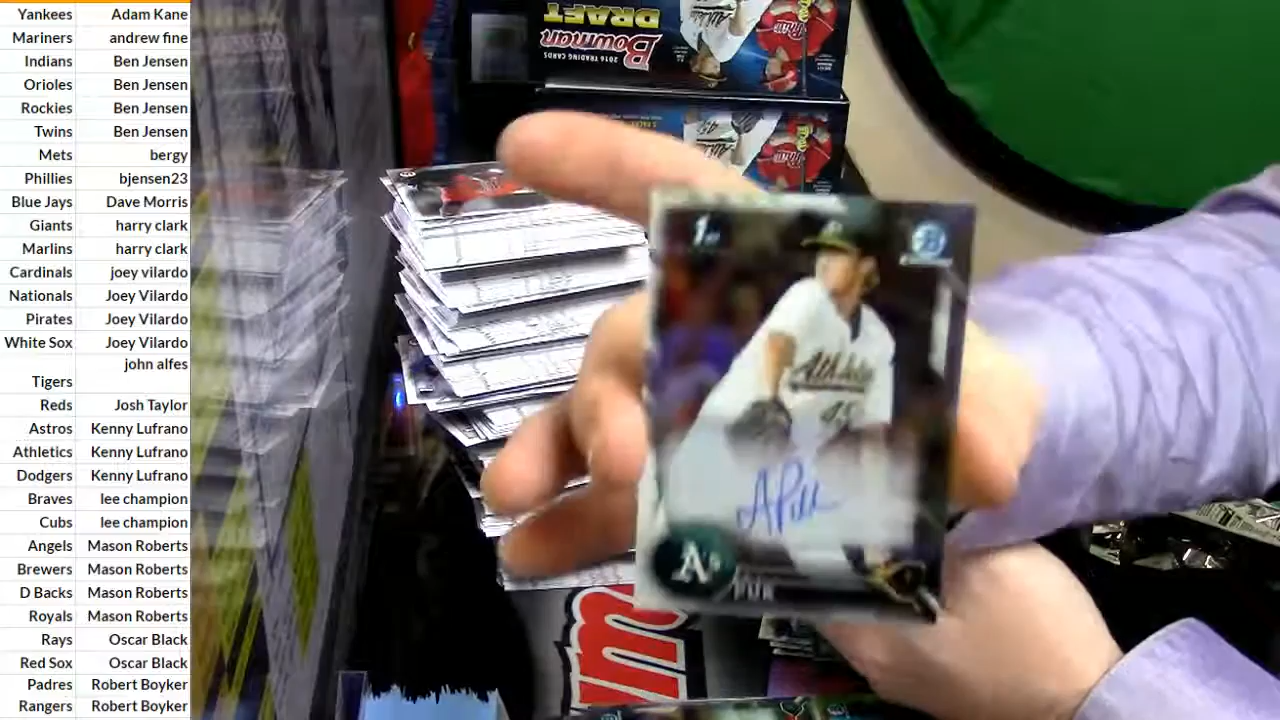 Yankees Adam Kane
Mariners andrew fine
Indians Ben Jensen
Orioles Ben Jensen
Rockies Ben Jensen
Twins Ben Jensen
Mets bergy
Phillies bjensen23
Blue Jays Dave Morris
Giants harry clark
Marlins harry clark
Cardinals joey vilardo
Nationals Joey Vilardo
Pirates Joey Vilardo
White Sox Joey Vilardo
john alfes
Tigers
Reds Josh Taylor
Astros Kenny Lufrano
Athletics Kenny Lufrano
Dodgers Kenny Lufrano
Braves lee champion
Cubs lee champion
Angels Mason Roberts
Brewers Mason Roberts
D Backs Mason Roberts
Royals Mason Roberts
Rays Oscar Black
Red Sox Oscar Black
Padres Robert Boyker
Rangers Robert Boyker
2016 TRADING CARDS
Bowman
DRAFT
1st
Athletics
A's
PUK